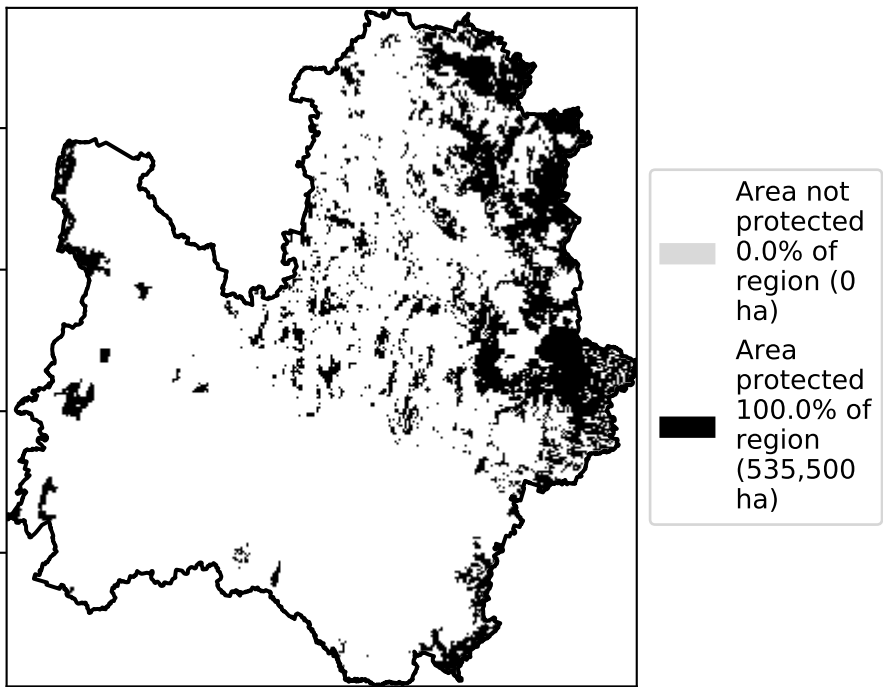 Area not
protected
0.0% of
region (0
ha)
Area
protected
100.0% of
region
(535,500
ha)